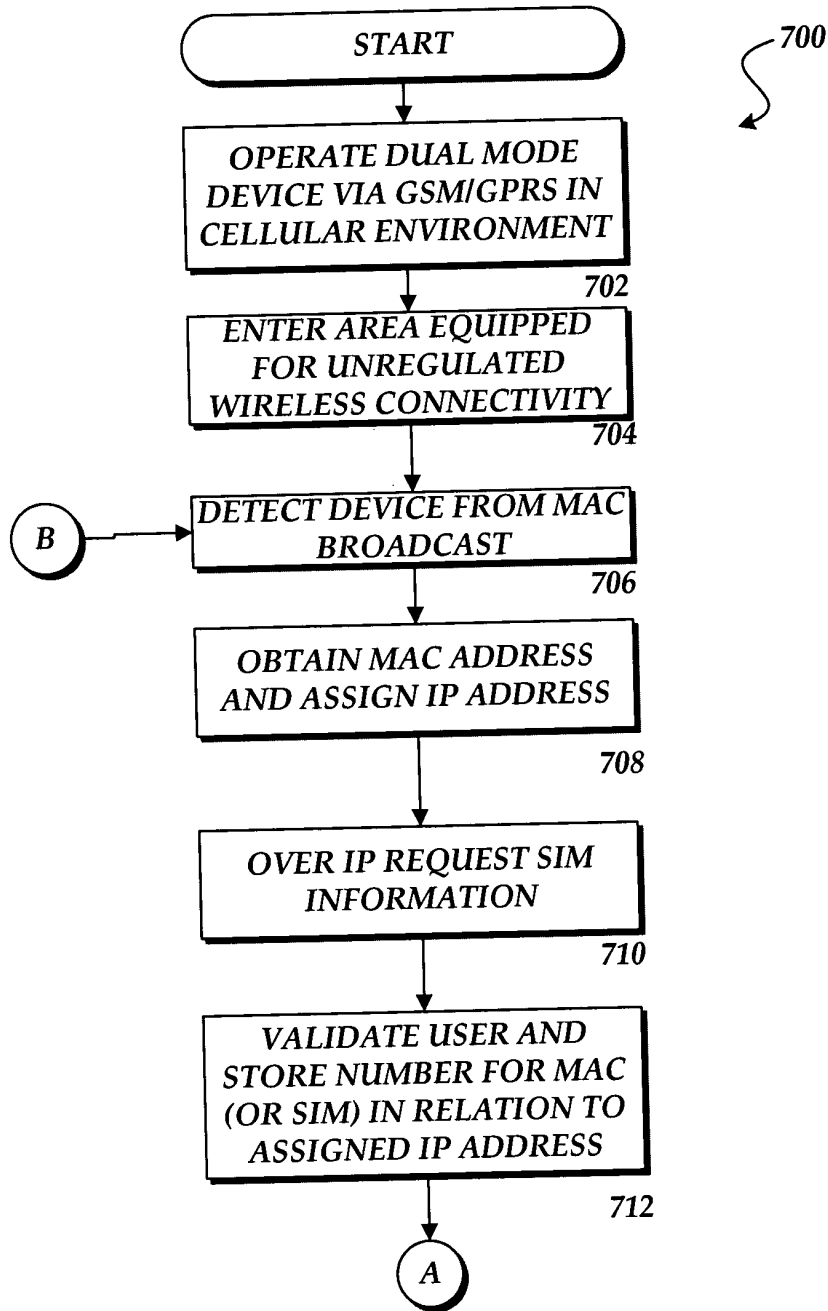 START
700
OPERATE DUAL MODE
DEVICE VIA GSM/GPRS IN
CELLULAR ENVIRONMENT
702
ENTER AREA EQUIPPED
FOR UNREGULATED
WIRELESS CONNECTIVITY
704
B
DETECT DEVICE FROM MAC
BROADCAST
706
OBTAIN MAC ADDRESS
AND ASSIGN IP ADDRESS
708
OVER IP REQUEST SIM
INFORMATION
710
VALIDATE USER AND
STORE NUMBER FOR MAC
(OR SIM) IN RELATION TO
ASSIGNED IP ADDRESS
712
A